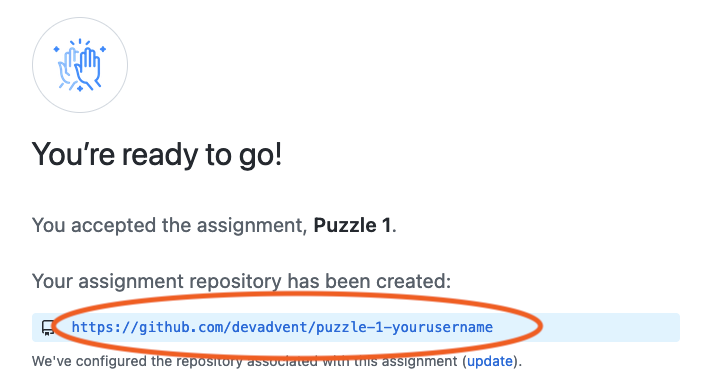 You’re ready to go!
You accepted the assignment, Puzzle 1.
Your assignment repository has been created:
https://github.com/devadvent/puzzle-1-yourusername
We've configured the repository associated with this assignment (update).